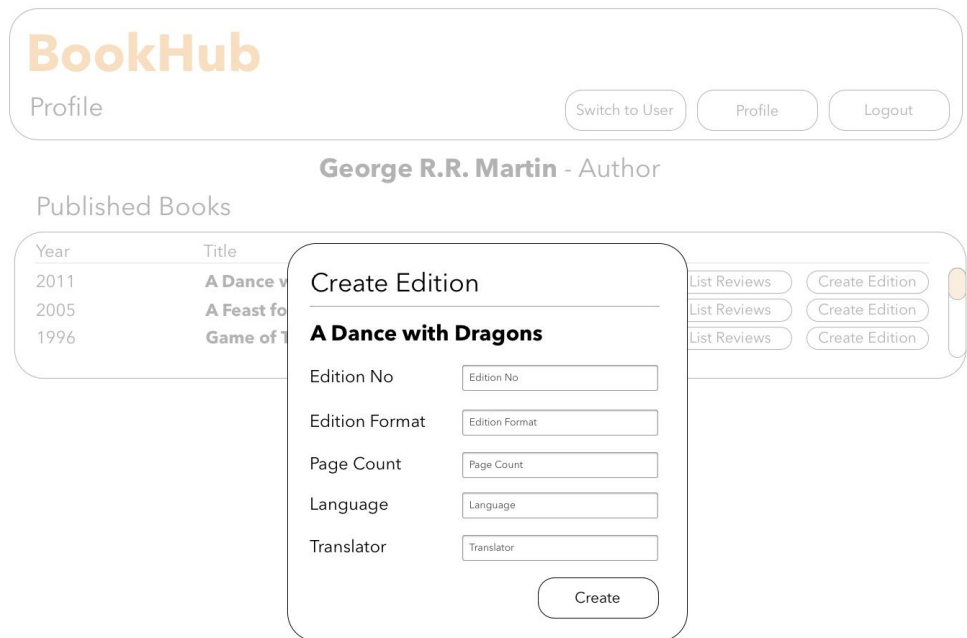 BookHub
Profile
Switch to User
Profile
Logout
George R.R. Martin - Author
Published Books
Year Title
2011 A Dance List Reviews Create Edition
2005 A Feast List Reviews Create Edition
1996 Game of List Reviews Create Edition
Create Edition
A Dance with Dragons
Edition No Edition No
Edition Format Edition Format
Page Count Page Count
Language Language
Translator Translator
Create